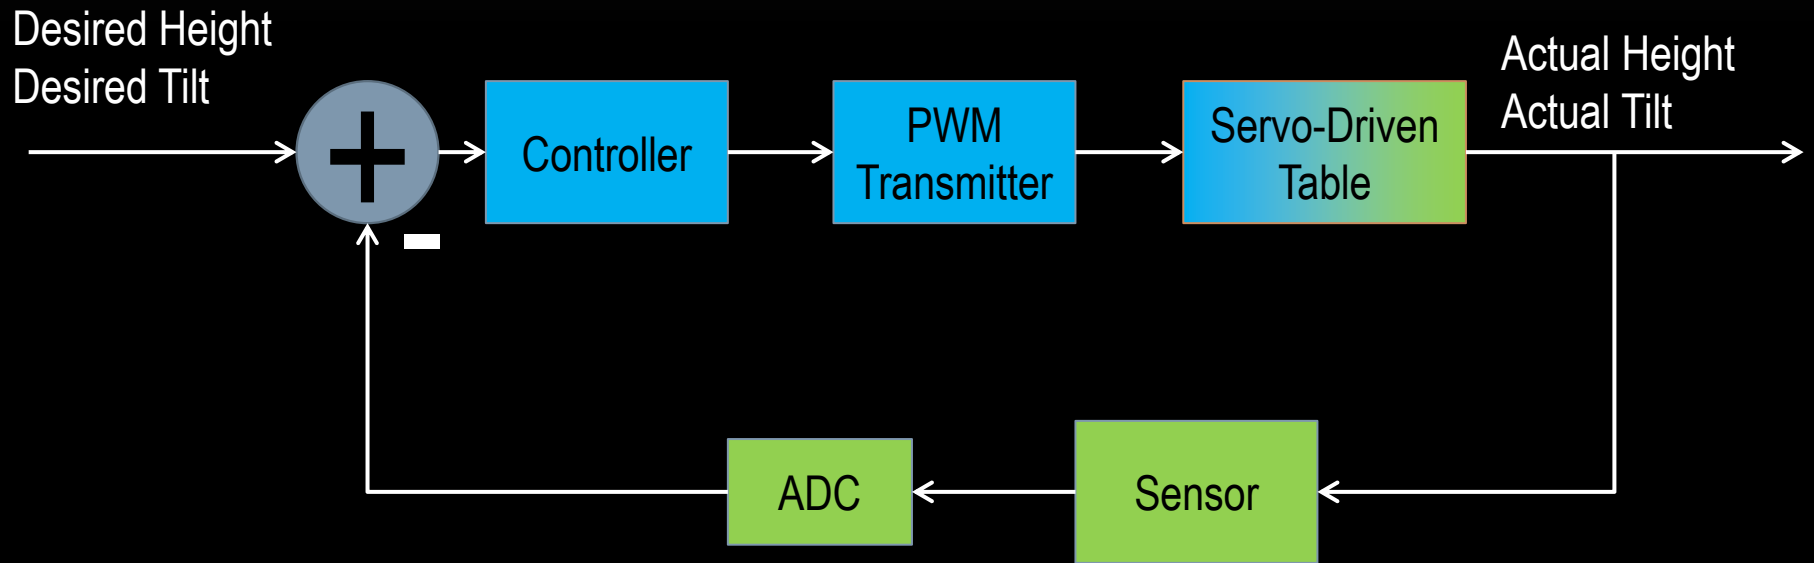 Desired Height
Desired Tilt
+
Controller
PWM
Transmitter
Servo-Driven
Table
Actual Height
Actual Tilt
-
ADC
Sensor